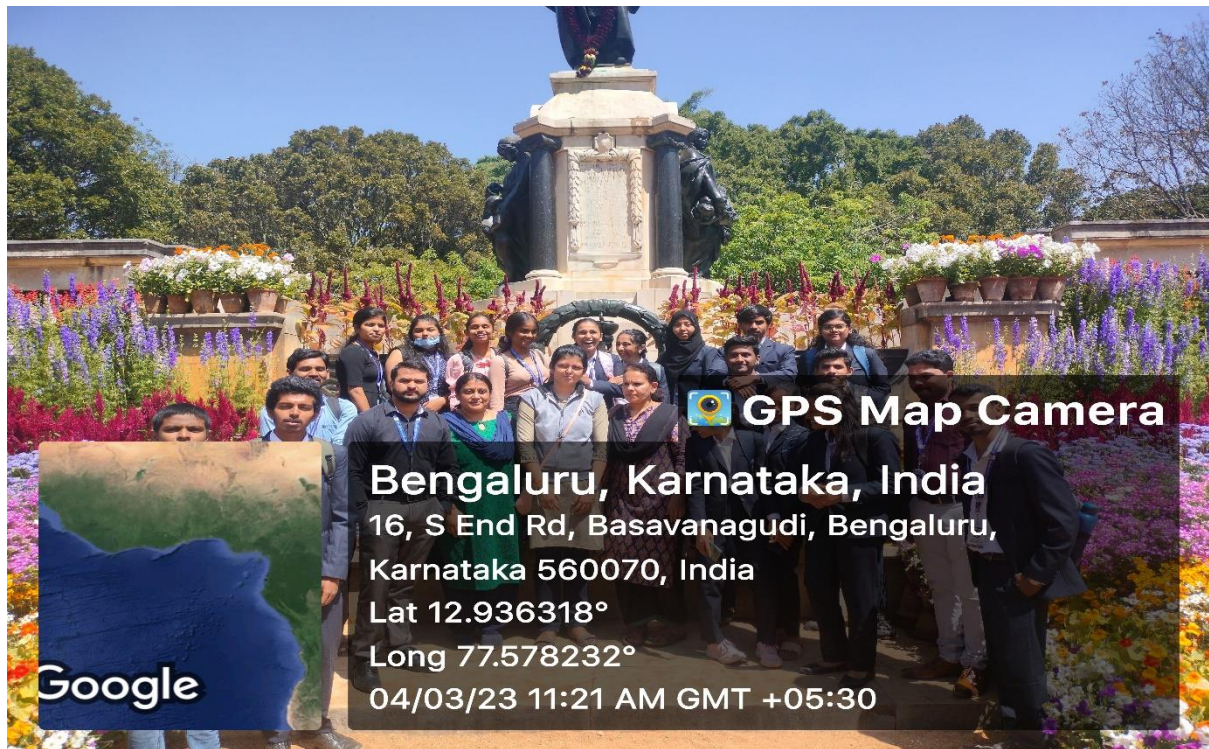 GPS Map Camera
Bengaluru, Karnataka, India
16, S End Rd, Basavanagudi, Bengaluru,
Karnataka 560070, India
Lat 12.936318°
Long 77.578232°
04/03/23 11:21 AM GMT +05:30
Google